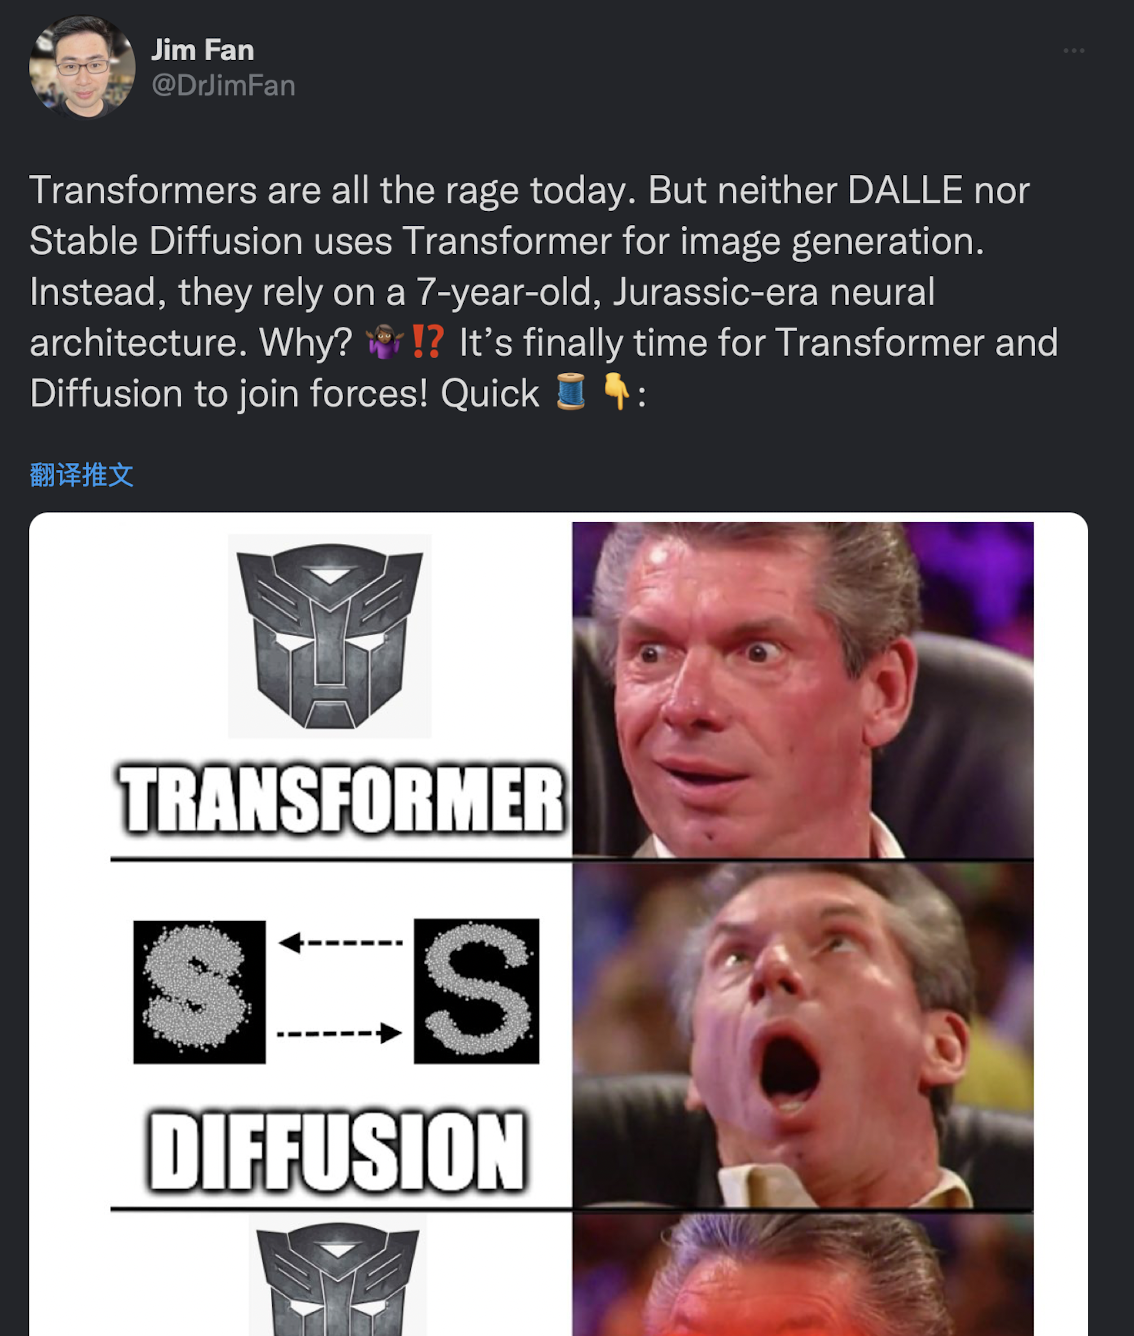 Jim Fan
@DrJimFan
Transformers are all the rage today. But neither DALLE nor
Stable Diffusion uses Transformer for image generation.
Instead, they rely on a 7-year-old, Jurassic-era neural
architecture. Why? 🤷🏾‍♀️⁉️ It’s finally time for Transformer and
Diffusion to join forces! Quick 🧵👇:
翻译推文
TRANSFORMER
S S
DIFFUSION